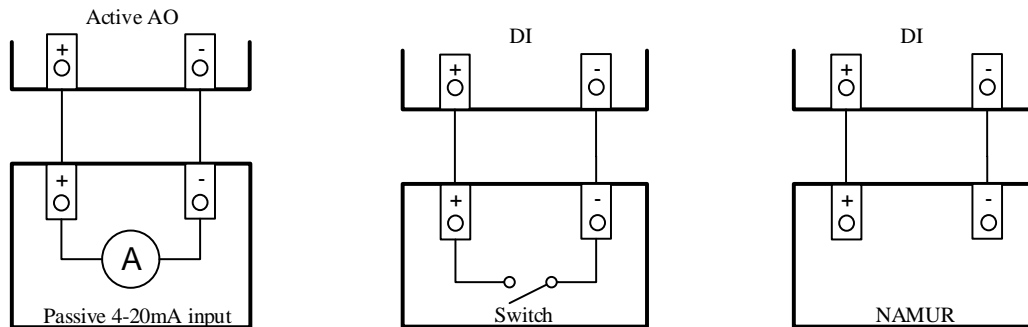 Active AO
+ -
+ -
A
Passive 4-20mA input
DI
+ -
+ -
Switch
DI
+ -
+ -
NAMUR